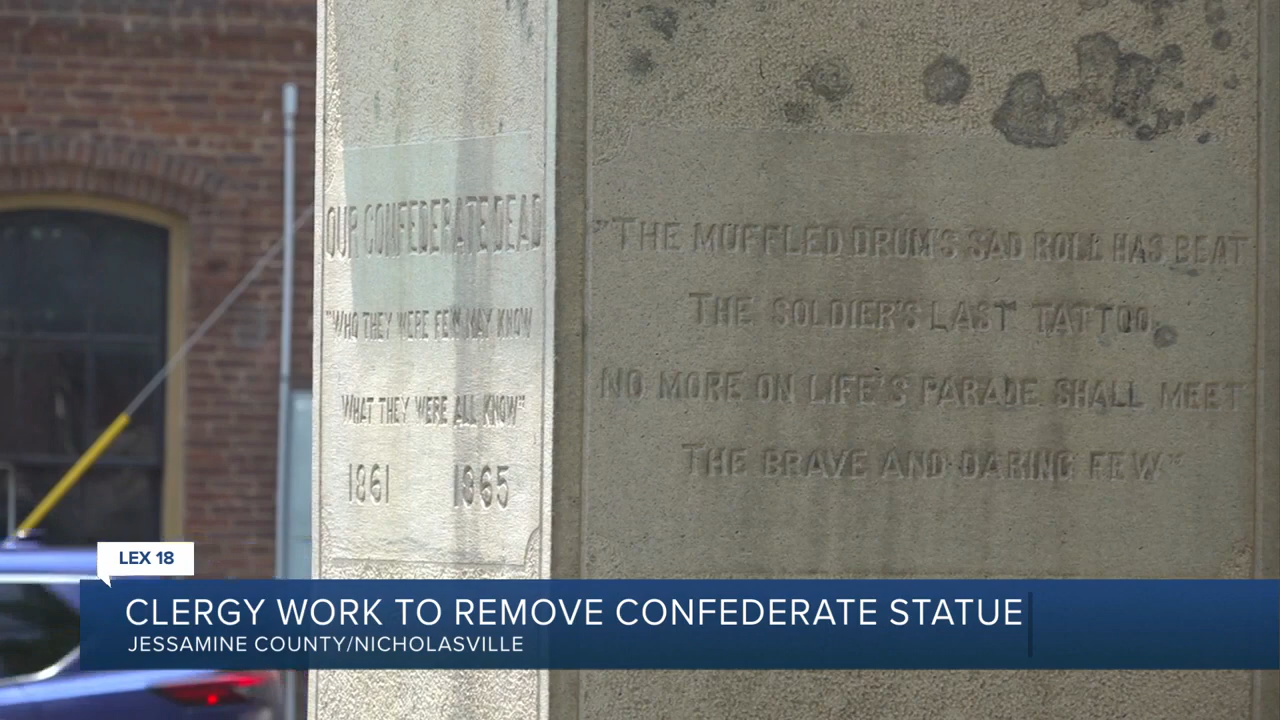 OUR CONFEDERATE DEAD
"WHO THEY WERE FEW MAY KNOW
WHAT THEY WERE ALL KNOW"
1861 1865
"THE MUFFLED DRUM'S SAD ROLL HAS BEAT
THE SOLDIER'S LAST TATTOO,
NO MORE ON LIFE'S PARADE SHALL MEET
THE BRAVE AND DARING FEW"
LEX 18
CLERGY WORK TO REMOVE CONFEDERATE STATUE
JESSAMINE COUNTY/NICHOLASVILLE